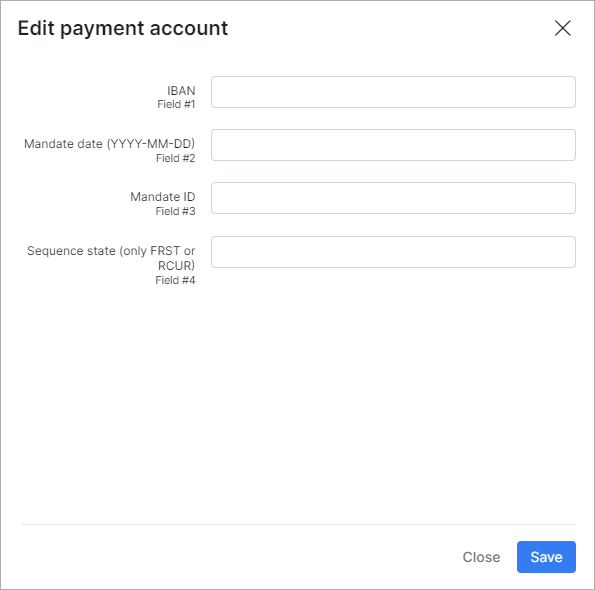 Edit payment account
IBAN
Field #1
Mandate date (YYYY-MM-DD)
Field #2
Mandate ID
Field #3
Sequence state (only FRST or
RCUR)
Field #4
Close Save